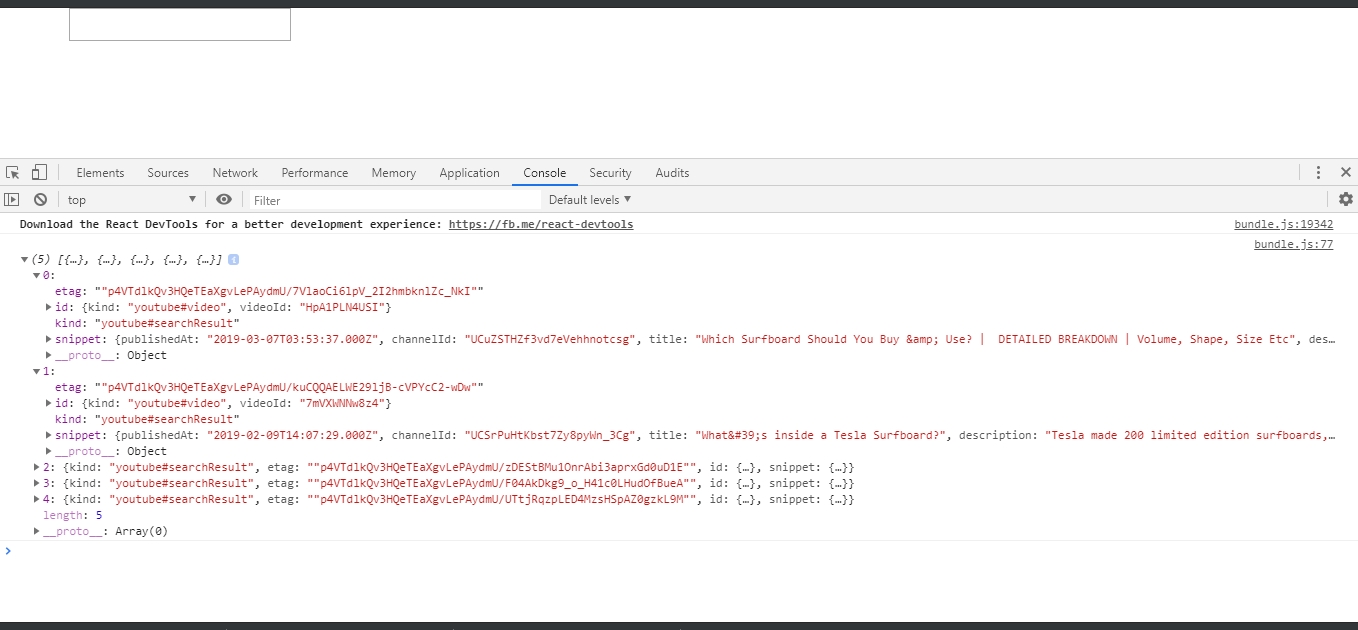 Elements Sources Network Performance Memory Application Console Security Audits
top Filter Default levels
Download the React DevTools for a better development experience: https://fb.me/react-devtools bundle.js:19342
bundle.js:77
(5) [{…}, {…}, {…}, {…}, {…}] i
0:
etag: ""p4VTdlkQv3HQeTEaXgvLePAydmU/7VlaoCi6lpV_2I2hmbknlZc_NkI""
id: {kind: "youtube#video", videoId: "HpA1PLN4USI"}
kind: "youtube#searchResult"
snippet: {publishedAt: "2019-03-07T03:53:37.000Z", channelId: "UCuZSTHZf3vd7eVehhnotcsg", title: "Which Surfboard Should You Buy &amp; Use? | DETAILED BREAKDOWN | Volume, Shape, Size Etc", des…
__proto__: Object
1:
etag: ""p4VTdlkQv3HQeTEaXgvLePAydmU/kuCQQAELWE29ljB-cVPYcC2-wDw""
id: {kind: "youtube#video", videoId: "7mVXWNNw8z4"}
kind: "youtube#searchResult"
snippet: {publishedAt: "2019-02-09T14:07:29.000Z", channelId: "UCSrPuHtKbst7Zy8pyWn_3Cg", title: "What&#39;s inside a Tesla Surfboard?", description: "Tesla made 200 limited edition surfboards,…
__proto__: Object
2: {kind: "youtube#searchResult", etag: ""p4VTdlkQv3HQeTEaXgvLePAydmU/zDEStBMu1OnrAbi3aprxGd0uD1E"", id: {…}, snippet: {…}}
3: {kind: "youtube#searchResult", etag: ""p4VTdlkQv3HQeTEaXgvLePAydmU/F04AkDkg9_o_H41c0LHudOfBueA"", id: {…}, snippet: {…}}
4: {kind: "youtube#searchResult", etag: ""p4VTdlkQv3HQeTEaXgvLePAydmU/UTtjRqzpLED4MzsHSpAZ0gzkL9M"", id: {…}, snippet: {…}}
length: 5
__proto__: Array(0)